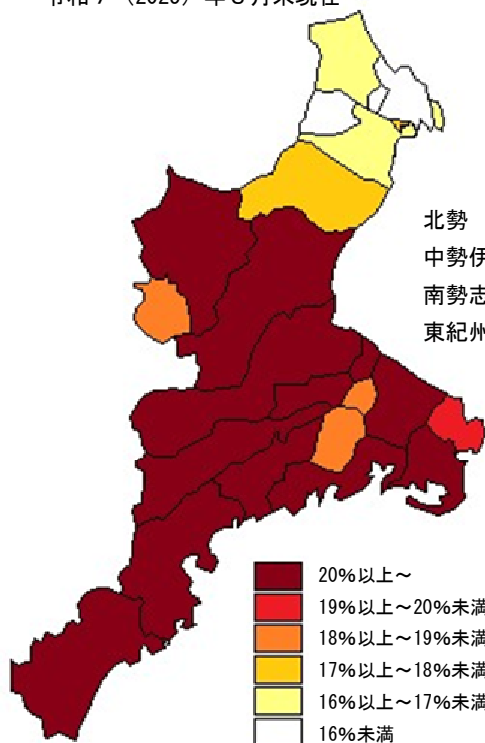 令和７（2025）年３月末現在
北勢
中勢伊
南勢志
東紀州
20%以上～
19%以上～20%未満
18%以上～19%未満
17%以上～18%未満
16%以上～17%未満
16%未満